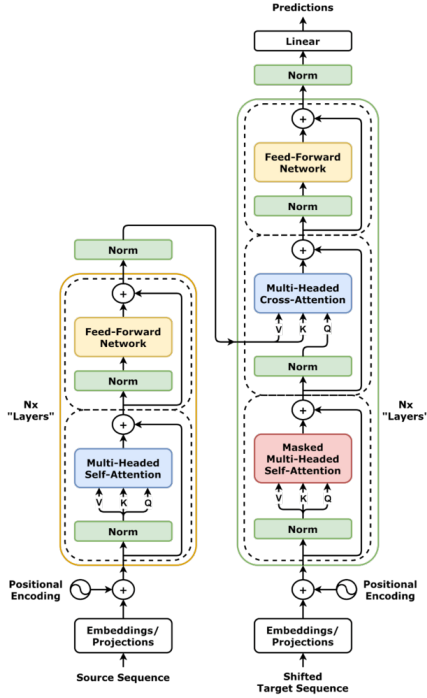 Predictions
Linear
Norm
+
Feed-Forward
Network
Norm
+
Multi-Headed
Cross-Attention
V K Q
Norm
+
Masked
Multi-Headed
Self-Attention
V K Q
Norm
Nx
"Layers"
+
Positional
Encoding
Embeddings/
Projections
Shifted
Target Sequence
Norm
+
Feed-Forward
Network
Norm
+
Multi-Headed
Self-Attention
V K Q
Norm
Nx
"Layers"
Positional
Encoding
+
Embeddings/
Projections
Source Sequence